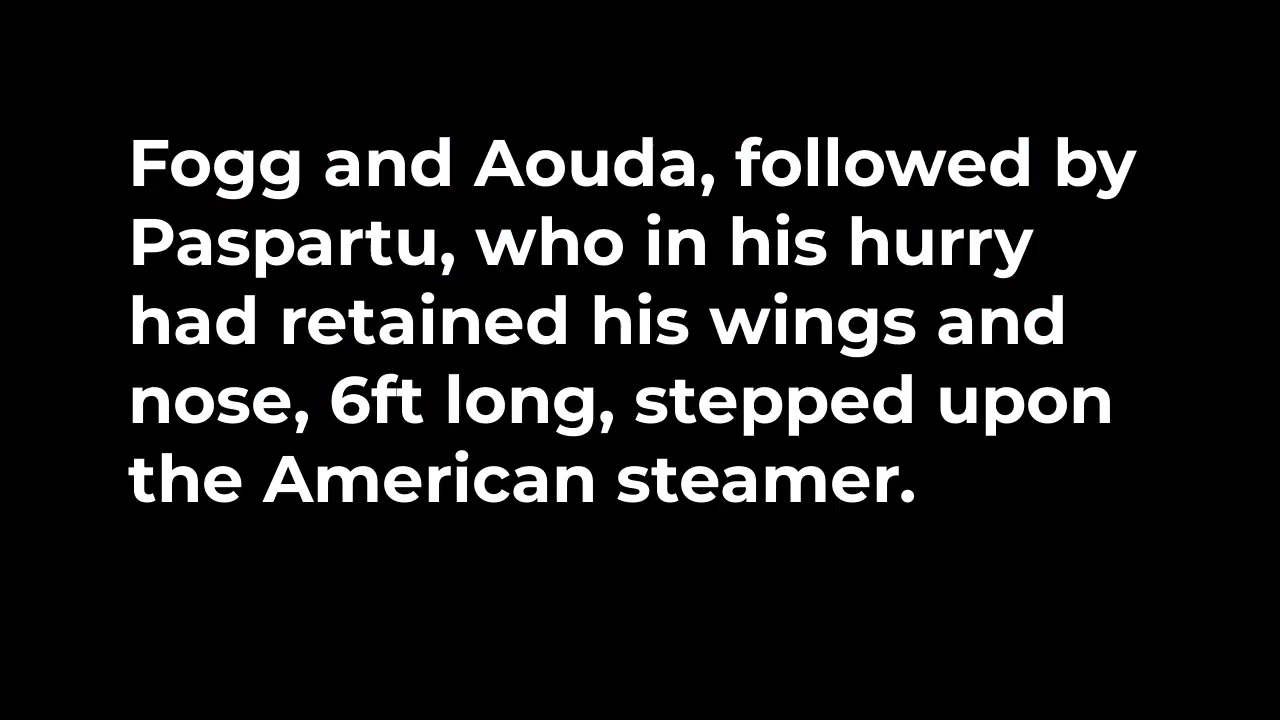 Fogg and Aouda, followed by
Paspartu, who in his hurry
had retained his wings and
nose, 6ft long, stepped upon
the American steamer.